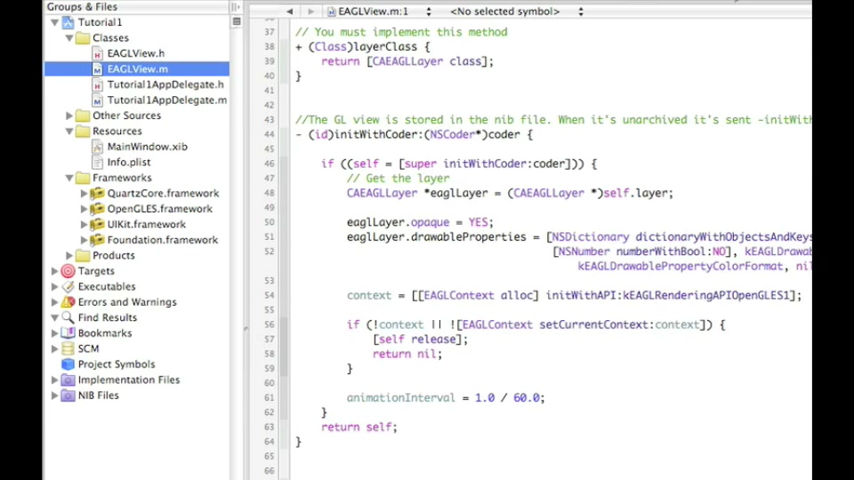 Groups & Files
Tutorial1
Classes
EAGLView.h
EAGLView.m
Tutorial1AppDelegate.h
Tutorial1AppDelegate.m
Other Sources
Resources
MainWindow.xib
Info.plist
Frameworks
QuartzCore.framework
OpenGLES.framework
UIKit.framework
Foundation.framework
Products
Targets
Executables
Errors and Warnings
Find Results
Bookmarks
SCM
Project Symbols
Implementation Files
NIB Files
EAGLView.m:1 <No selected symbol>
37 // You must implement this method
38 + (Class)layerClass {
39 return [CAEAGLLayer class];
40 }
41
42
43 //The GL view is stored in the nib file. When it's unarchived it's sent -initWith
44 - (id)initWithCoder:(NSCoder*)coder {
45
46 if ((self = [super initWithCoder:coder])) {
47 // Get the layer
48 CAEAGLLayer *eaglLayer = (CAEAGLLayer *)self.layer;
49
50 eaglLayer.opaque = YES;
51 eaglLayer.drawableProperties = [NSDictionary dictionaryWithObjectsAndKeys
52 [NSNumber numberWithBool:NO], kEAGLDrawa
kEAGLDrawablePropertyColorFormat, nil
53
54 context = [[EAGLContext alloc] initWithAPI:kEAGLRenderingAPIOpenGLES1];
55
56 if (!context || ![EAGLContext setCurrentContext:context]) {
57 [self release];
58 return nil;
59 }
60
61 animationInterval = 1.0 / 60.0;
62 }
63 return self;
64 }
65
66